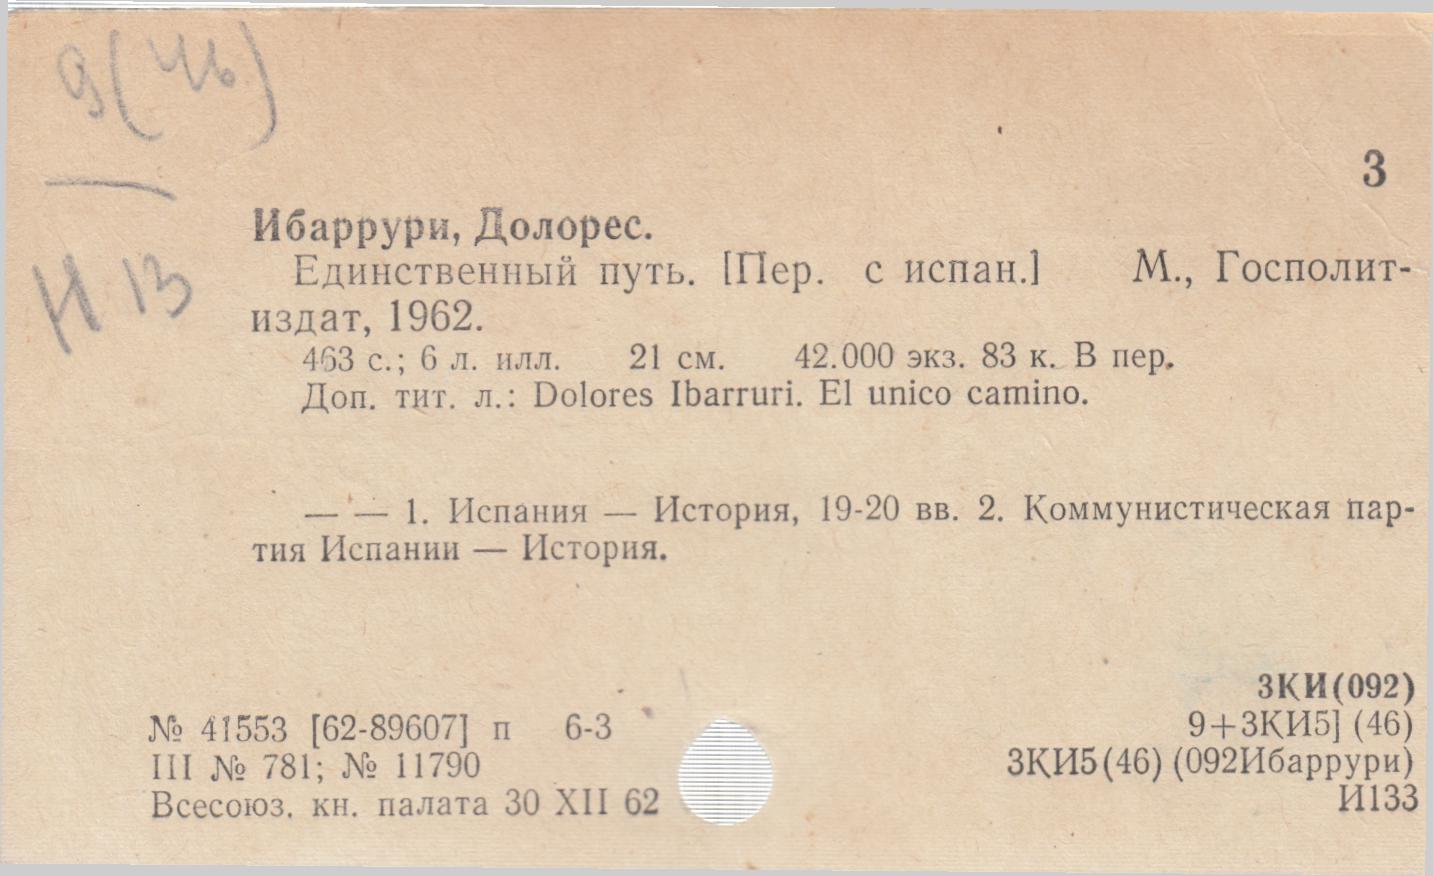 9(46)
И 13
3
Ибаррури, Долорес.
Единственный путь. [Пер. с испан.] М., Госполит-
издат, 1962.
463 с.; 6 л. илл. 21 см. 42.000 экз. 83 к. В пер.
Доп. тит. л.: Dolores Ibarruri. El unico camino.
— — 1. Испания — История, 19-20 вв. 2. Коммунистическая пар-
тия Испании — История.
№ 41553 [62-89607] п 6-3
III № 781; № 11790
Всесоюз. кн. палата 30 XII 62
3КИ(092)
9+3КИ5] (46)
3КИ5(46) (092Ибаррури)
И133